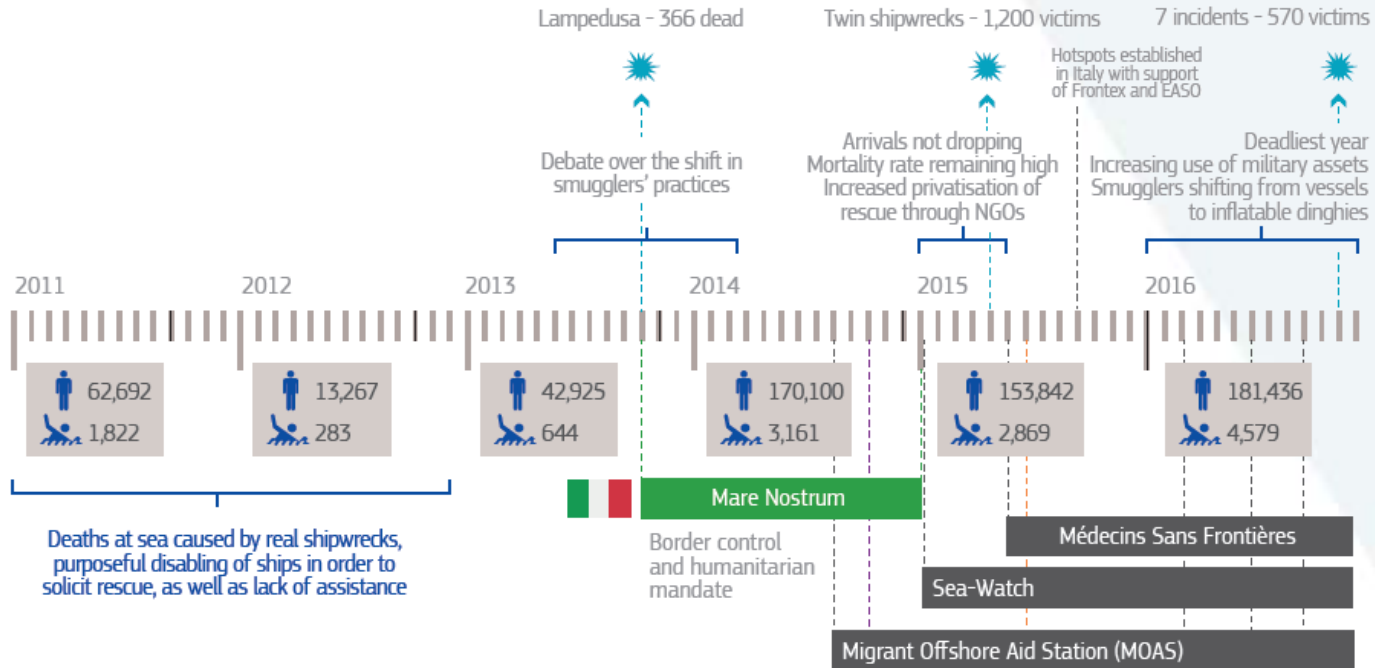 Lampedusa - 366 dead
Twin shipwrecks - 1,200 victims
7 incidents - 570 victims
Hotspots established
in Italy with support
of Frontex and EASO
Debate over the shift in
smugglers' practices
Arrivals not dropping
Mortality rate remaining high
Increased privatisation of
rescue through NGOs
Deadliest year
Increasing use of military assets
Smugglers shifting from vessels
to inflatable dinghies
2011
2012
2013
2014
2015
2016
62,692
1,822
13,267
283
42,925
644
170,100
3,161
153,842
2,869
181,436
4,579
Deaths at sea caused by real shipwrecks,
purposeful disabling of ships in order to
solicit rescue, as well as lack of assistance
Mare Nostrum
Border control
and humanitarian
mandate
Médecins Sans Frontières
Sea-Watch
Migrant Offshore Aid Station (MOAS)